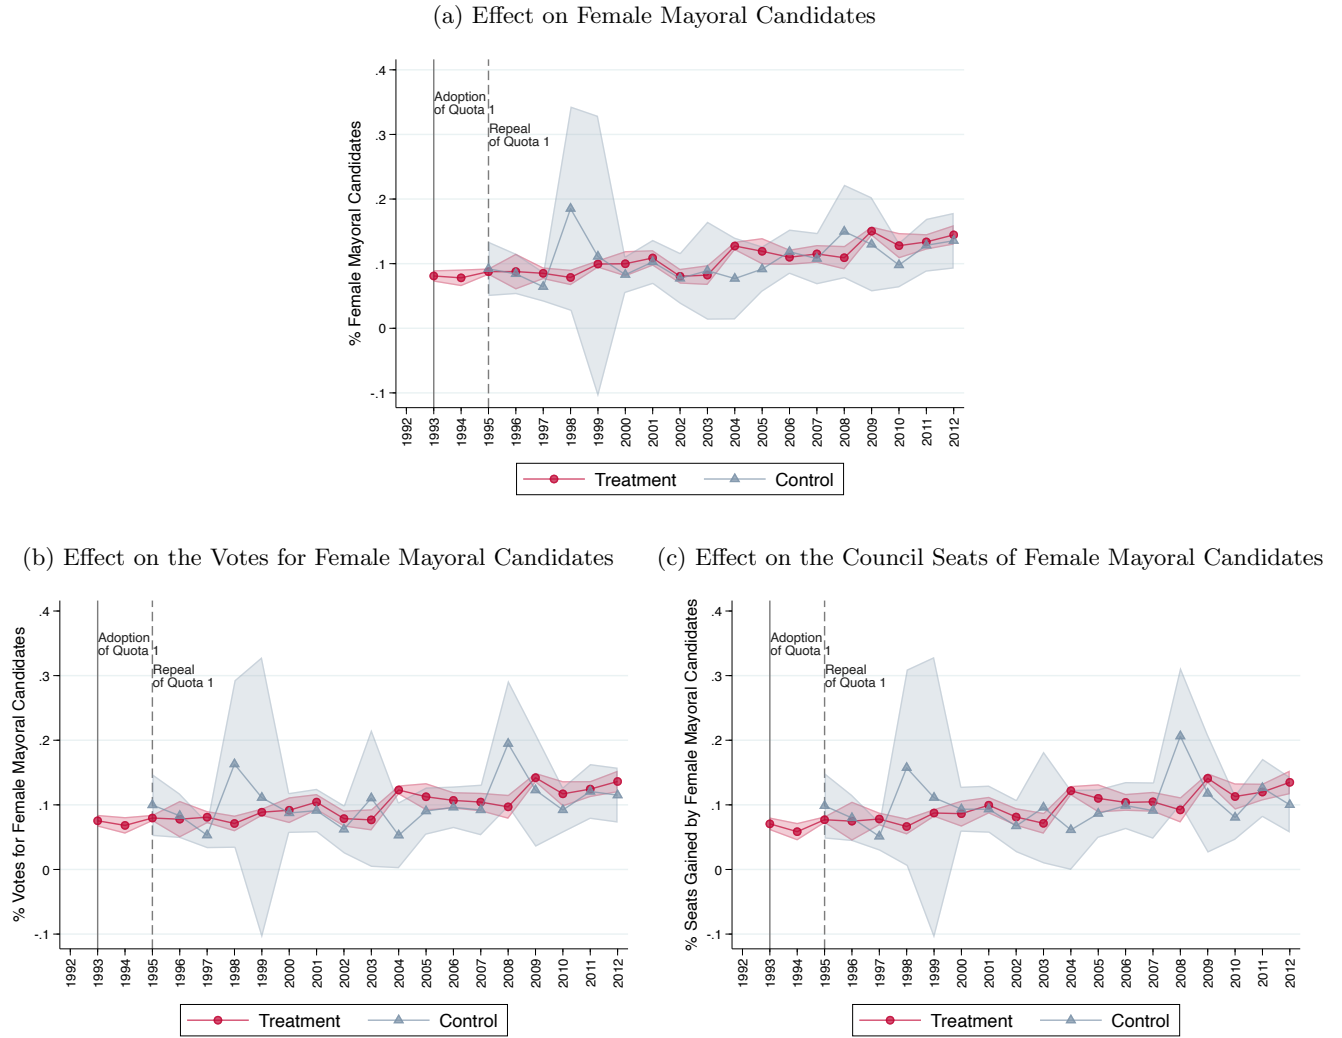 (a) Effect on Female Mayoral Candidates
% Female Mayoral Candidates
.4
.3
.2
.1
0
-.1
Adoption
of Quota 1
Repeal
of Quota 1
1992 1993 1994 1995 1996 1997 1998 1999 2000 2001 2002 2003 2004 2005 2006 2007 2008 2009 2010 2011 2012
Treatment Control
(b) Effect on the Votes for Female Mayoral Candidates
% Votes for Female Mayoral Candidates
.4
.3
.2
.1
0
-.1
Adoption
of Quota 1
Repeal
of Quota 1
1992 1993 1994 1995 1996 1997 1998 1999 2000 2001 2002 2003 2004 2005 2006 2007 2008 2009 2010 2011 2012
Treatment Control
(c) Effect on the Council Seats of Female Mayoral Candidates
% Seats Gained by Female Mayoral Candidates
.4
.3
.2
.1
0
-.1
Adoption
of Quota 1
Repeal
of Quota 1
1992 1993 1994 1995 1996 1997 1998 1999 2000 2001 2002 2003 2004 2005 2006 2007 2008 2009 2010 2011 2012
Treatment Control